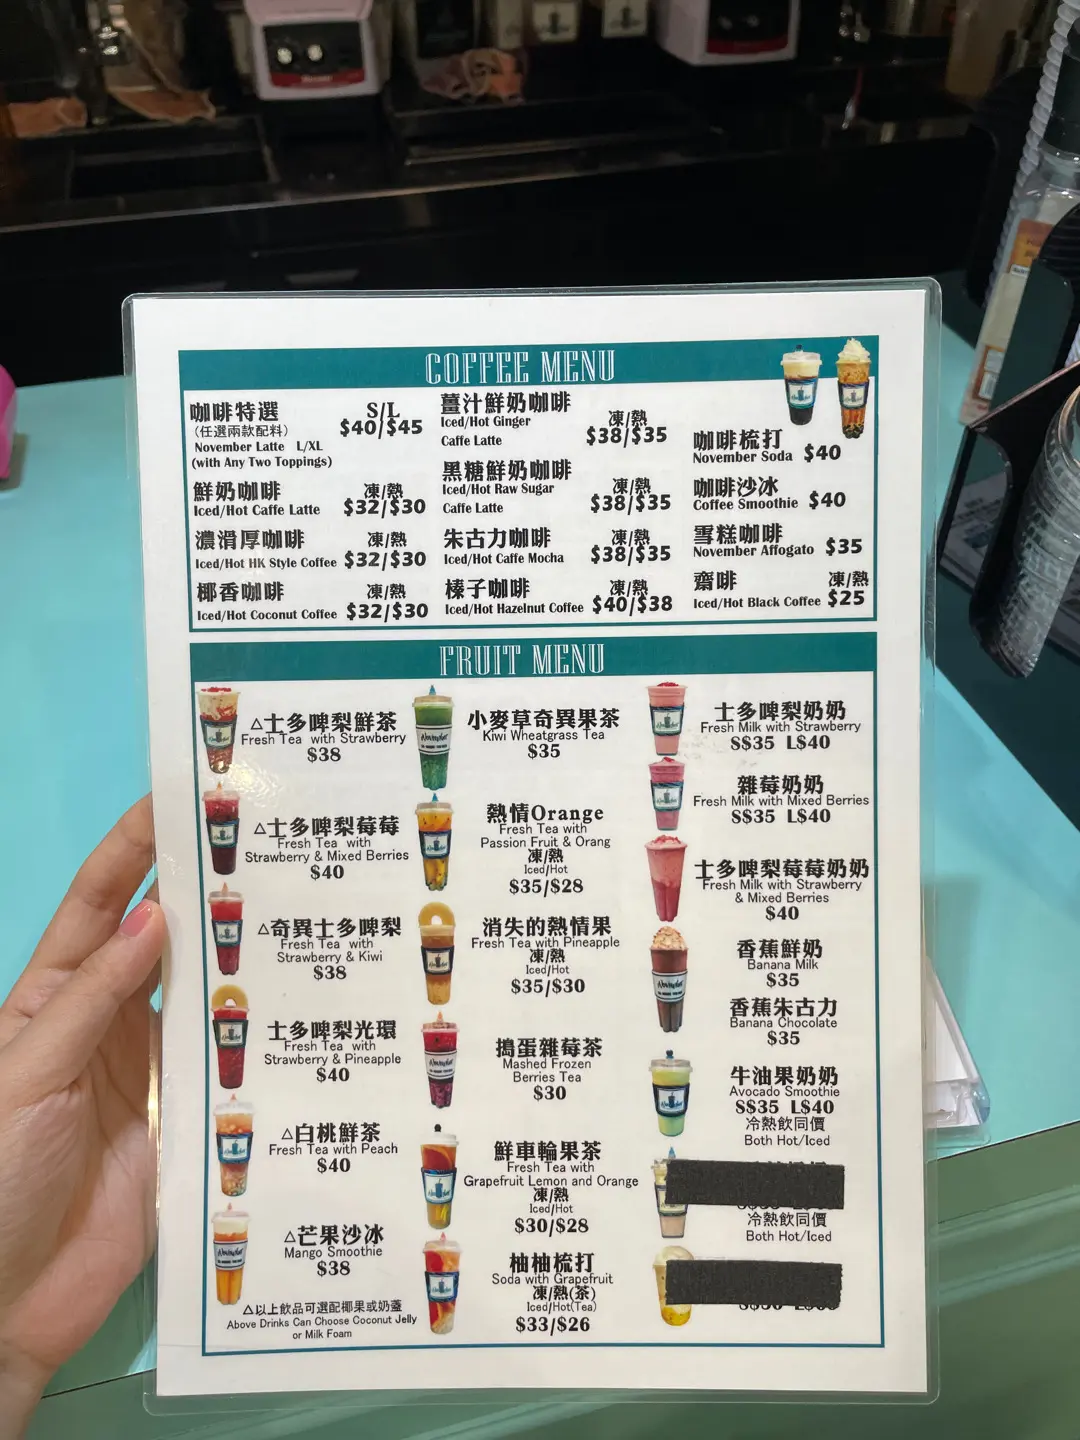 COFFEE MENU
咖啡特選 S/L
(任選兩款配料) $40/$45
November Latte L/XL
(with Any Two Toppings)
鮮奶咖啡 凍/熱
Iced/Hot Caffe Latte $32/$30
濃滑厚咖啡 凍/熱
Iced/Hot HK Style Coffee $32/$30
椰香咖啡 凍/熱
Iced/Hot Coconut Coffee $32/$30
薑汁鮮奶咖啡
Iced/Hot Ginger 凍/熱
Caffe Latte $38/$35
黑糖鮮奶咖啡
Iced/Hot Raw Sugar 凍/熱
Caffe Latte $38/$35
朱古力咖啡 凍/熱
Iced/Hot Caffe Mocha $38/$35
榛子咖啡 凍/熱
Iced/Hot Hazelnut Coffee $40/$38
咖啡梳打
November Soda $40
咖啡沙冰
Coffee Smoothie $40
雪糕咖啡
November Affogato $35
齋啡 凍/熱
Iced/Hot Black Coffee $25
FRUIT MENU
△士多啤梨鮮茶
Fresh Tea with Strawberry
$38
△士多啤梨莓莓
Fresh Tea with
Strawberry & Mixed Berries
$40
△奇異士多啤梨
Fresh Tea with
Strawberry & Kiwi
$38
士多啤梨光環
Fresh Tea with
Strawberry & Pineapple
$40
△白桃鮮茶
Fresh Tea with Peach
$40
△芒果沙冰
Mango Smoothie
$38
△以上飲品可選配椰果或奶蓋
Above Drinks Can Choose Coconut Jelly
or Milk Foam
小麥草奇異果茶
Kiwi Wheatgrass Tea
$35
熱情Orange
Fresh Tea with
Passion Fruit & Orang
凍/熱
Iced/Hot
$35/$28
消失的熱情果
Fresh Tea with Pineapple
凍/熱
Iced/Hot
$35/$30
搗蛋雜莓茶
Mashed Frozen
Berries Tea
$30
鮮車輪果茶
Fresh Tea with
Grapefruit Lemon and Orange
凍/熱
Iced/Hot
$30/$28
柚柚梳打
Soda with Grapefruit
凍/熱(茶)
Iced/Hot(Tea)
$33/$26
士多啤梨奶奶
Fresh Milk with Strawberry
S$35 L$40
雜莓奶奶
Fresh Milk with Mixed Berries
S$35 L$40
士多啤梨莓莓奶奶
Fresh Milk with Strawberry
& Mixed Berries
$40
香蕉鮮奶
Banana Milk
$35
香蕉朱古力
Banana Chocolate
$35
牛油果奶奶
Avocado Smoothie
S$35 L$40
冷熱飲同價
Both Hot/Iced
冷熱飲同價
Both Hot/Iced